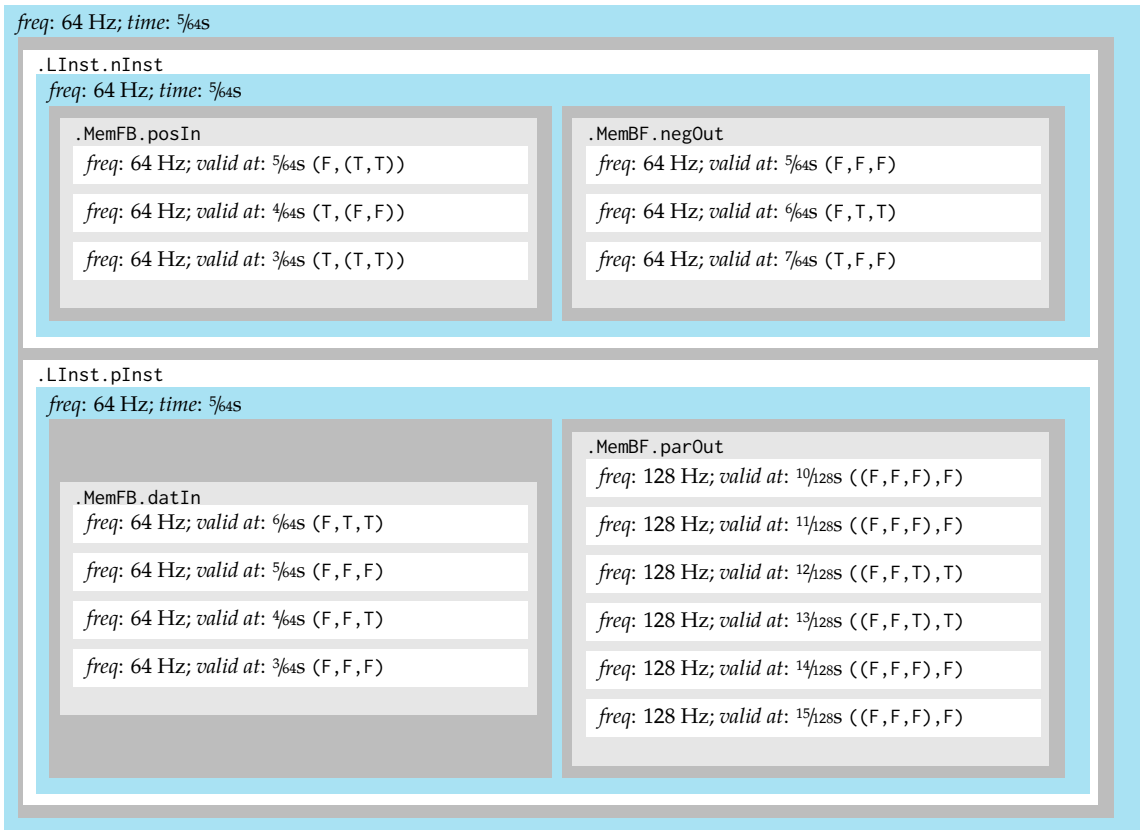 freq: 64 Hz; time: 5/64s
.LInst.nInst
freq: 64 Hz; time: 5/64s
.MemFB.posIn
freq: 64 Hz; valid at: 5/64s (F,(T,T))
freq: 64 Hz; valid at: 4/64s (T,(F,F))
freq: 64 Hz; valid at: 3/64s (T,(T,T))
.MemBF.negOut
freq: 64 Hz; valid at: 5/64s (F,F,F)
freq: 64 Hz; valid at: 6/64s (F,T,T)
freq: 64 Hz; valid at: 7/64s (T,F,F)
.LInst.pInst
freq: 64 Hz; time: 5/64s
.MemFB.datIn
freq: 64 Hz; valid at: 6/64s (F,T,T)
freq: 64 Hz; valid at: 5/64s (F,F,F)
freq: 64 Hz; valid at: 4/64s (F,F,T)
freq: 64 Hz; valid at: 3/64s (F,F,F)
.MemBF.parOut
freq: 128 Hz; valid at: 10/128s ((F,F,F),F)
freq: 128 Hz; valid at: 11/128s ((F,F,F),F)
freq: 128 Hz; valid at: 12/128s ((F,F,T),T)
freq: 128 Hz; valid at: 13/128s ((F,F,T),T)
freq: 128 Hz; valid at: 14/128s ((F,F,F),F)
freq: 128 Hz; valid at: 15/128s ((F,F,F),F)